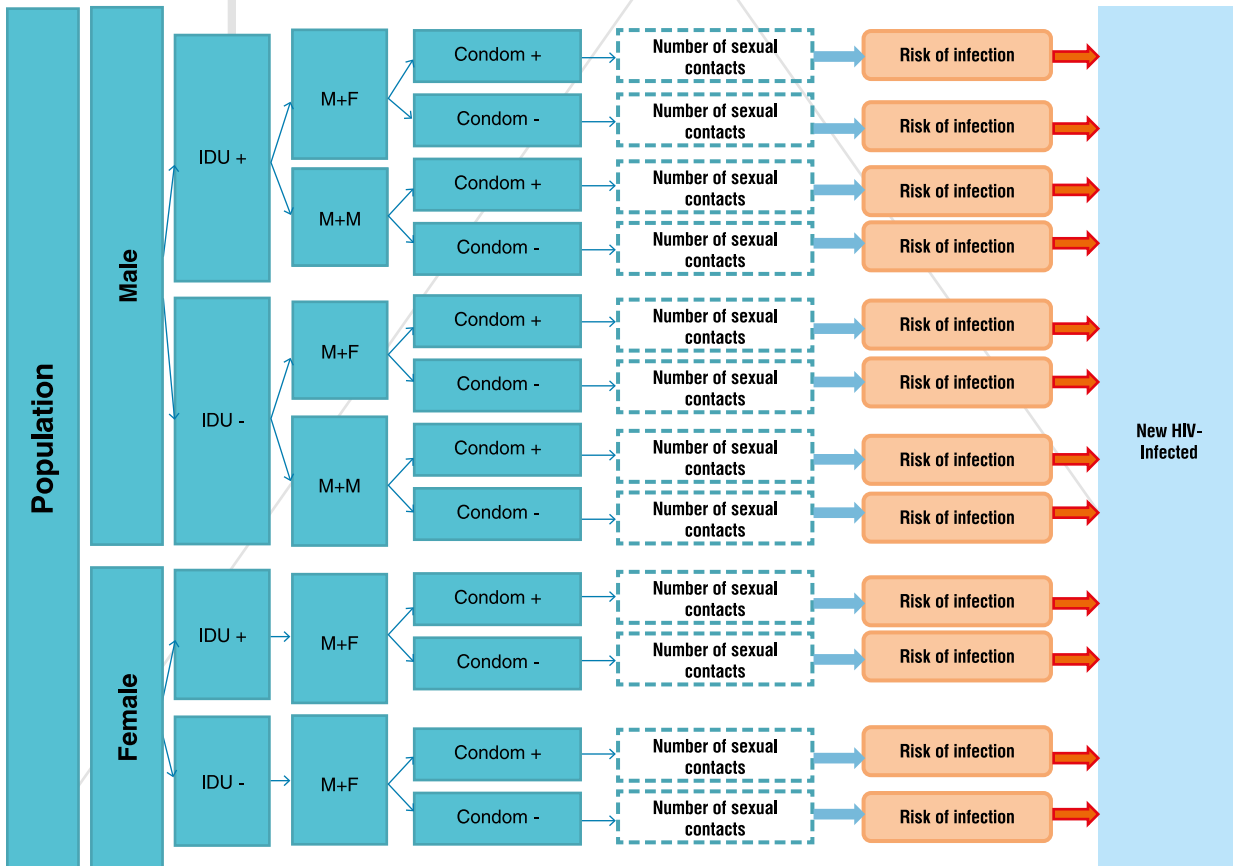 Population
Male
IDU +
M+F
Condom +
Number of sexual
contacts
Risk of infection
Condom -
Number of sexual
contacts
Risk of infection
M+M
Condom +
Number of sexual
contacts
Risk of infection
Condom -
Number of sexual
contacts
Risk of infection
IDU -
M+F
Condom +
Number of sexual
contacts
Risk of infection
Condom -
Number of sexual
contacts
Risk of infection
M+M
Condom +
Number of sexual
contacts
Risk of infection
Condom -
Number of sexual
contacts
Risk of infection
Female
IDU +
M+F
Condom +
Number of sexual
contacts
Risk of infection
Condom -
Number of sexual
contacts
Risk of infection
IDU -
M+F
Condom +
Number of sexual
contacts
Risk of infection
Condom -
Number of sexual
contacts
Risk of infection
New HIV-
Infected